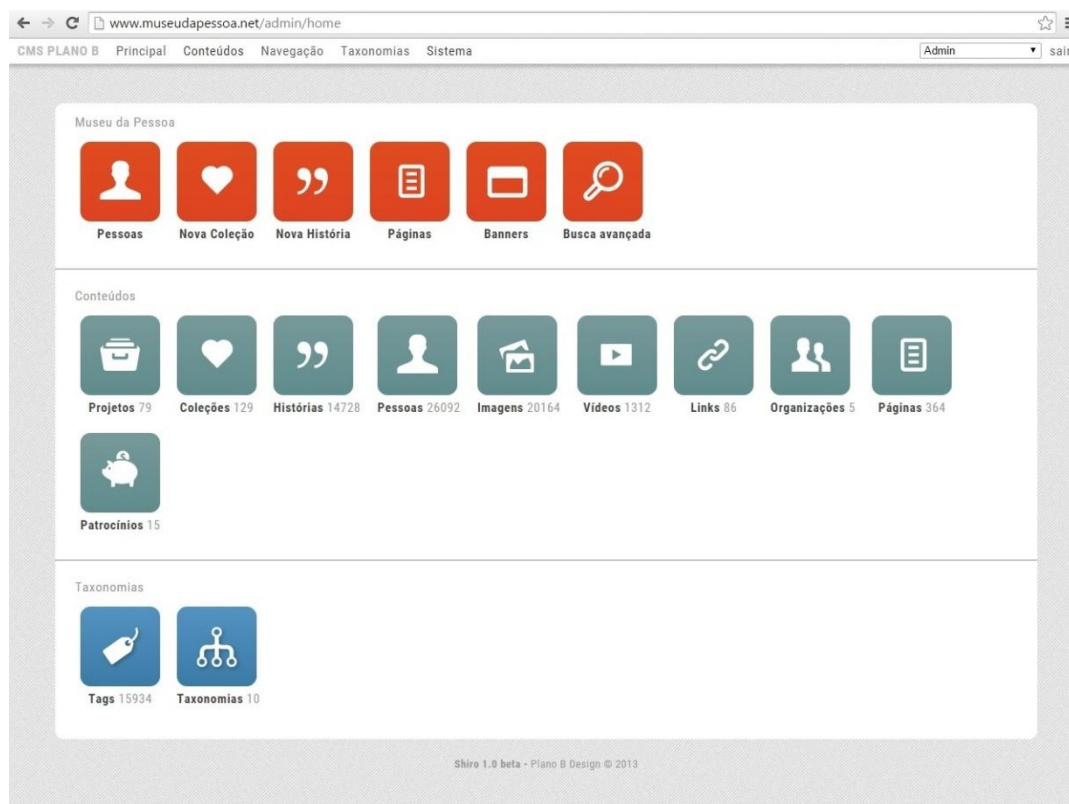 www.museudapessoa.net/admin/home
CMS PLANO B Principal Conteúdos Navegação Taxonomias Sistema Admin sair
Museu da Pessoa
Pessoas Nova Coleção Nova História Páginas Banners Busca avançada
Conteúdos
Projetos 79 Coleções 129 Histórias 14728 Pessoas 26092 Imagens 20164 Vídeos 1312 Links 86 Organizações 5 Páginas 364
Patrocínios 15
Taxonomias
Tags 15934 Taxonomias 10
Shiro 1.0 beta - Plano B Design © 2013